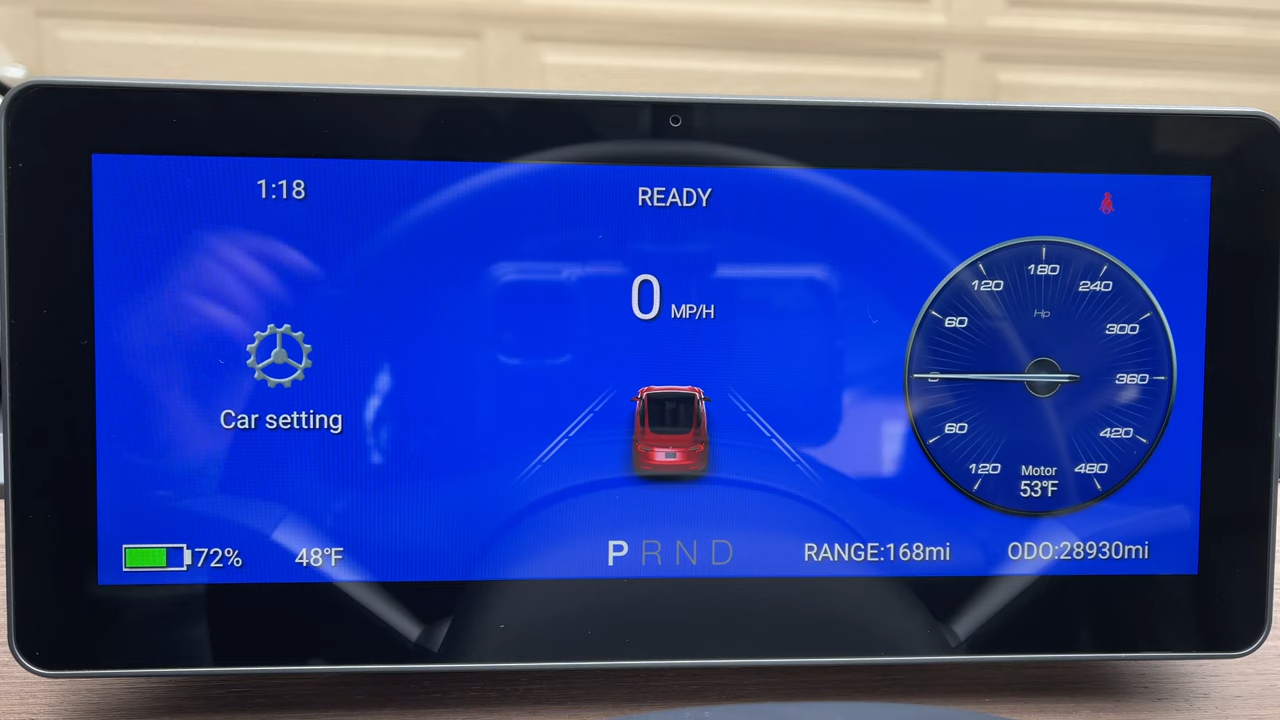 1:18
READY
0 MP/H
Car setting
180
120
240
Hp
60
300
0
360
60
420
120
480
Motor
53°F
72%
48°F
P R N D
RANGE:168mi
ODO:28930mi